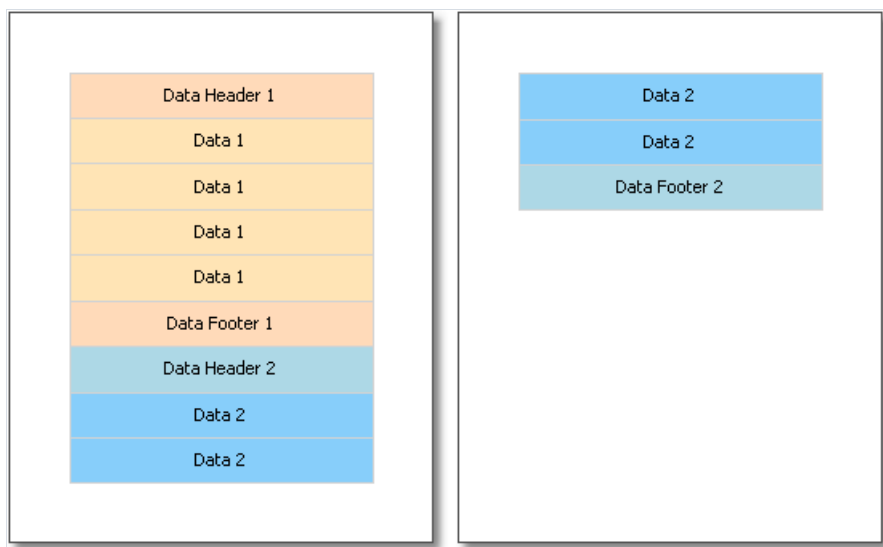 Data Header 1
Data 1
Data 1
Data 1
Data 1
Data Footer 1
Data Header 2
Data 2
Data 2
Data 2
Data 2
Data Footer 2